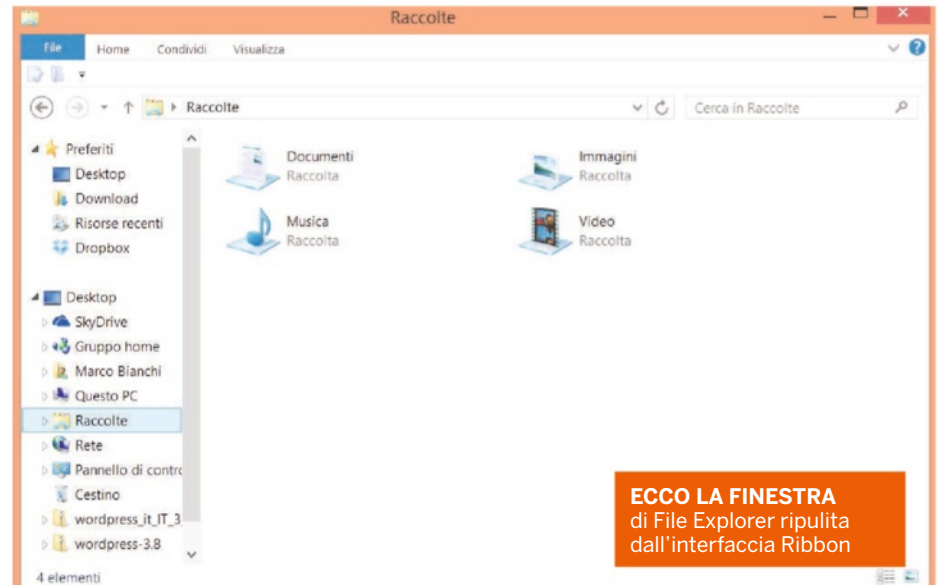 Raccolte
File Home Condividi Visualizza
Raccolte
Cerca in Raccolte
Preferiti
Desktop
Download
Risorse recenti
Dropbox
Desktop
SkyDrive
Gruppo home
Marco Bianchi
Questo PC
Raccolte
Rete
Pannello di contro
Cestino
wordpress_it_IT_3
wordpress-3.8
Documenti
Raccolta
Immagini
Raccolta
Musica
Raccolta
Video
Raccolta
ECCO LA FINESTRA
di File Explorer ripulita
dall'interfaccia Ribbon
4 elementi